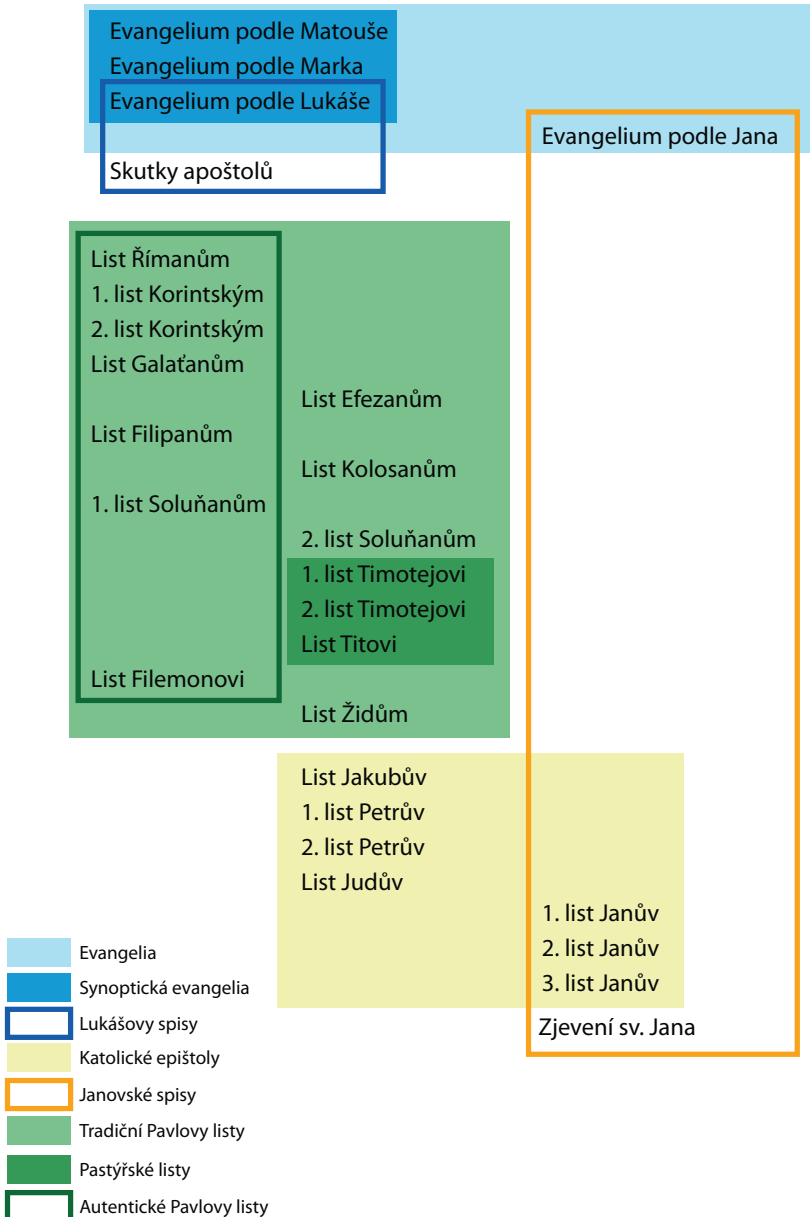 Evangelium podle Matouše
Evangelium podle Marka
Evangelium podle Lukáše
Evangelium podle Jana
Skutky apoštolů
List Římanům
1. list Korintským
2. list Korintským
List Galaťanům
List Efezanům
List Filipanům
List Kolosanům
1. list Soluňanům
2. list Soluňanům
1. list Timotejovi
2. list Timotejovi
List Titovi
List Filemonovi
List Židům
List Jakubův
1. list Petrův
2. list Petrův
List Judův
1. list Janův
2. list Janův
3. list Janův
Zjevení sv. Jana
Evangelia
Synoptická evangelia
Lukášovy spisy
Katolické epištoly
Janovské spisy
Tradiční Pavlovy listy
Pastýřské listy
Autentické Pavlovy listy